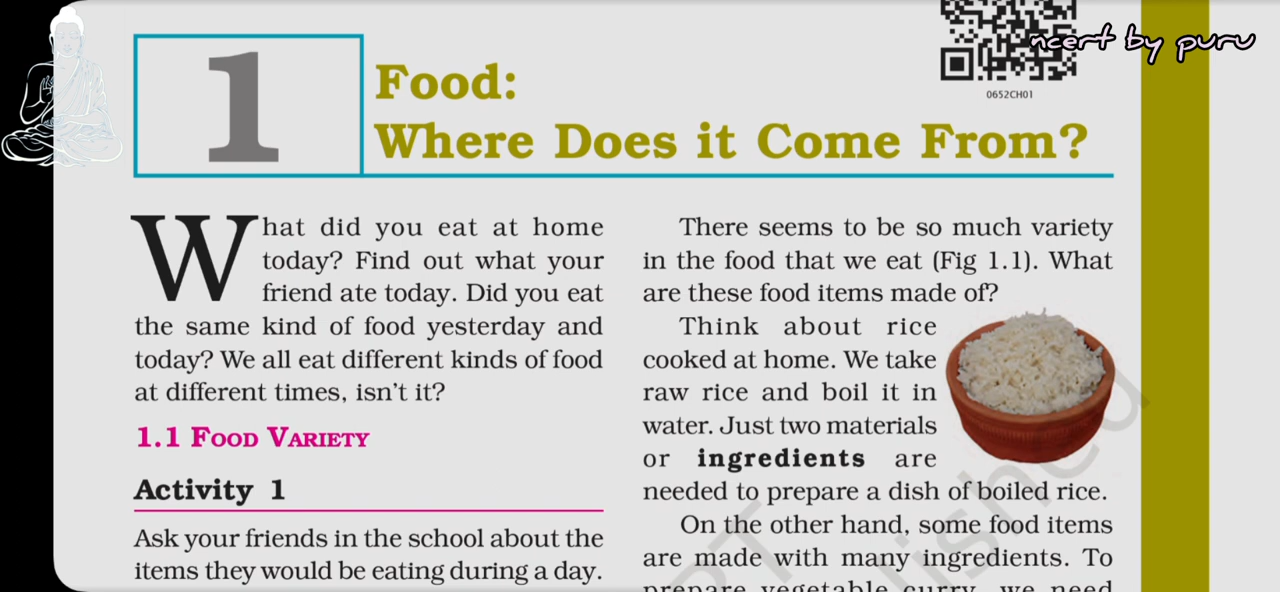 ncert by puru
0652CH01
1
Food:
Where Does it Come From?
What did you eat at home
today? Find out what your
friend ate today. Did you eat
the same kind of food yesterday and
today? We all eat different kinds of food
at different times, isn't it?
1.1 FOOD VARIETY
Activity 1
Ask your friends in the school about the
items they would be eating during a day.
There seems to be so much variety
in the food that we eat (Fig 1.1). What
are these food items made of?
Think about rice
cooked at home. We take
raw rice and boil it in
water. Just two materials
or ingredients are
needed to prepare a dish of boiled rice.
On the other hand, some food items
are made with many ingredients. To
prepare vegetable curry, we need